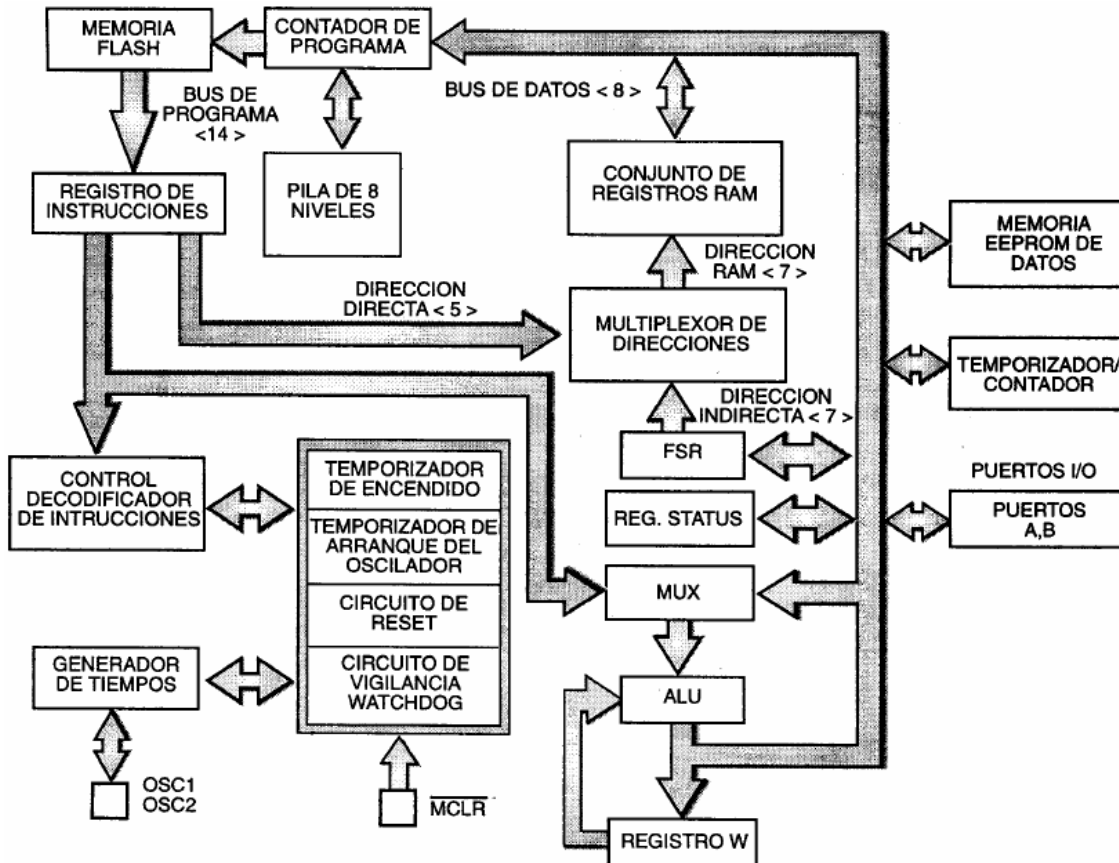 MEMORIA
FLASH
CONTADOR DE
PROGRAMA
BUS DE
PROGRAMA
<14 >
BUS DE DATOS < 8 >
REGISTRO DE
INSTRUCCIONES
PILA DE 8
NIVELES
CONJUNTO DE
REGISTROS RAM
MEMORIA
EEPROM DE
DATOS
DIRECCION
RAM < 7 >
DIRECCION
DIRECTA < 5 >
MULTIPLEXOR DE
DIRECCIONES
TEMPORIZADOR/
CONTADOR
DIRECCION
INDIRECTA < 7 >
FSR
CONTROL
DECODIFICADOR
DE INTRUCCIONES
TEMPORIZADOR
DE ENCENDIDO
TEMPORIZADOR DE
ARRANQUE DEL
OSCILADOR
CIRCUITO DE
RESET
CIRCUITO DE
VIGILANCIA
WATCHDOG
REG. STATUS
PUERTOS I/O
PUERTOS
A,B
MUX
GENERADOR
DE TIEMPOS
ALU
OSC1
OSC2
MCLR
REGISTRO W